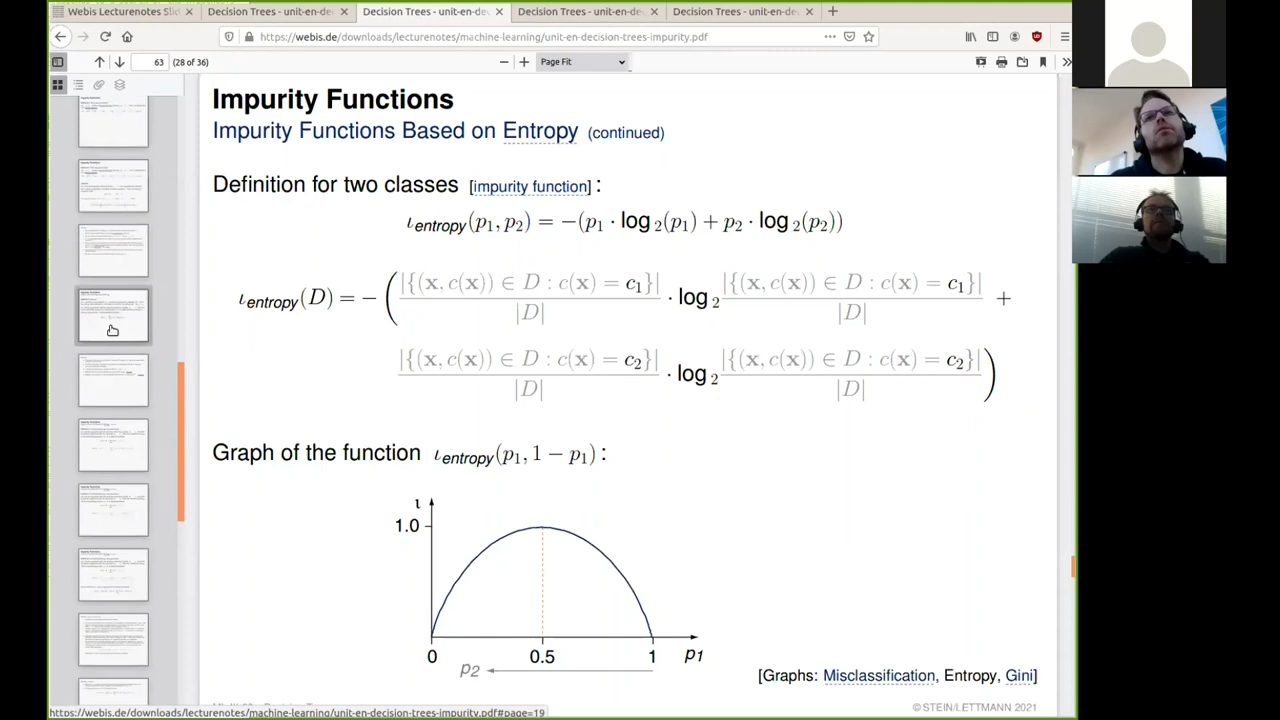 Webis Lecturenotes Slid
Decision Trees - unit-en-de
Decision Trees - unit-en-de
Decision Trees - unit-en-de
Decision Trees - unit-en-de
https://webis.de/downloads/lecturenotes/machine-learning/unit-en-decision-trees-impurity.pdf
63 (28 of 36) Page Fit
Impurity Functions
Impurity Functions Based on Entropy (continued)
Definition for two classes [impurity function] :
ι_entropy(p₁, p₂) = −(p₁ · log₂(p₁) + p₂ · log₂(p₂))
ι_entropy(D) = − ( |{(x, c(x)) ∈ D : c(x) = c₁}| / |D| · log₂ |{(x, c(x)) ∈ D : c(x) = c₁}| / |D| +
|{(x, c(x)) ∈ D : c(x) = c₂}| / |D| · log₂ |{(x, c(x)) ∈ D : c(x) = c₂}| / |D| )
Graph of the function ι_entropy(p₁, 1 − p₁) :
ι
1.0
0 0.5 1 p₁
p₂
[Graphs: Misclassification, Entropy, Gini]
© STEIN/LETTMANN 2021
https://webis.de/downloads/lecturenotes/machine-learning/unit-en-decision-trees-impurity.pdf#page=19